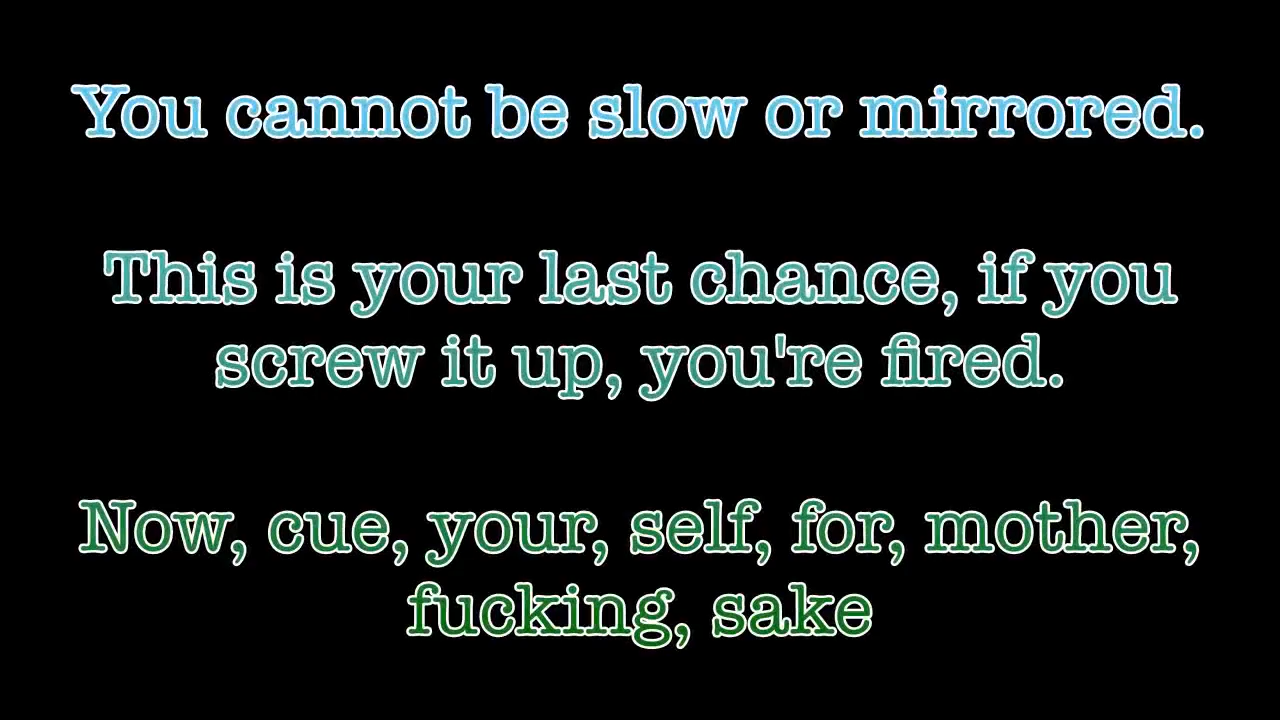 You cannot be slow or mirrored.
This is your last chance, if you
screw it up, you're fired.
Now, cue, your, self, for, mother,
fucking, sake